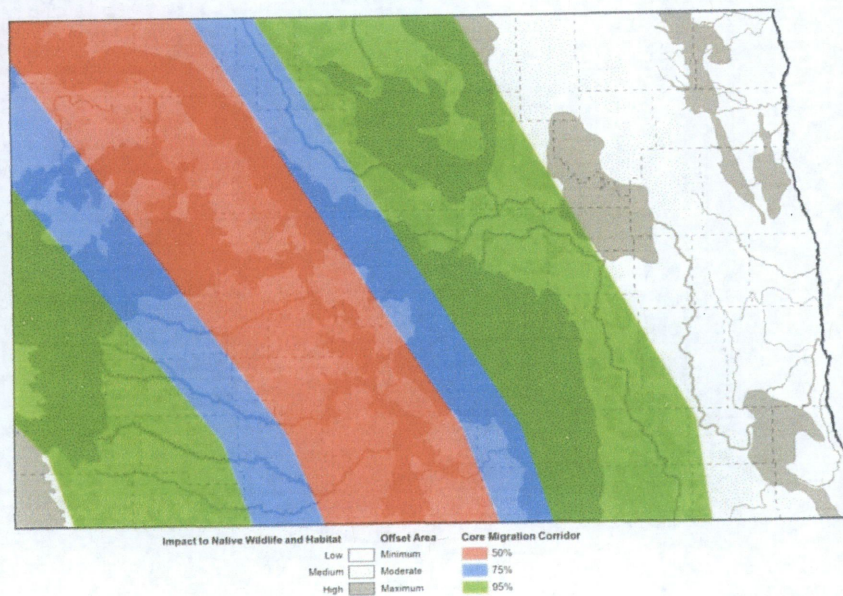 Impact to Native Wildlife and Habitat Offset Area Core Migration Corridor
Low Minimum 50%
Medium Moderate 75%
High Maximum 95%